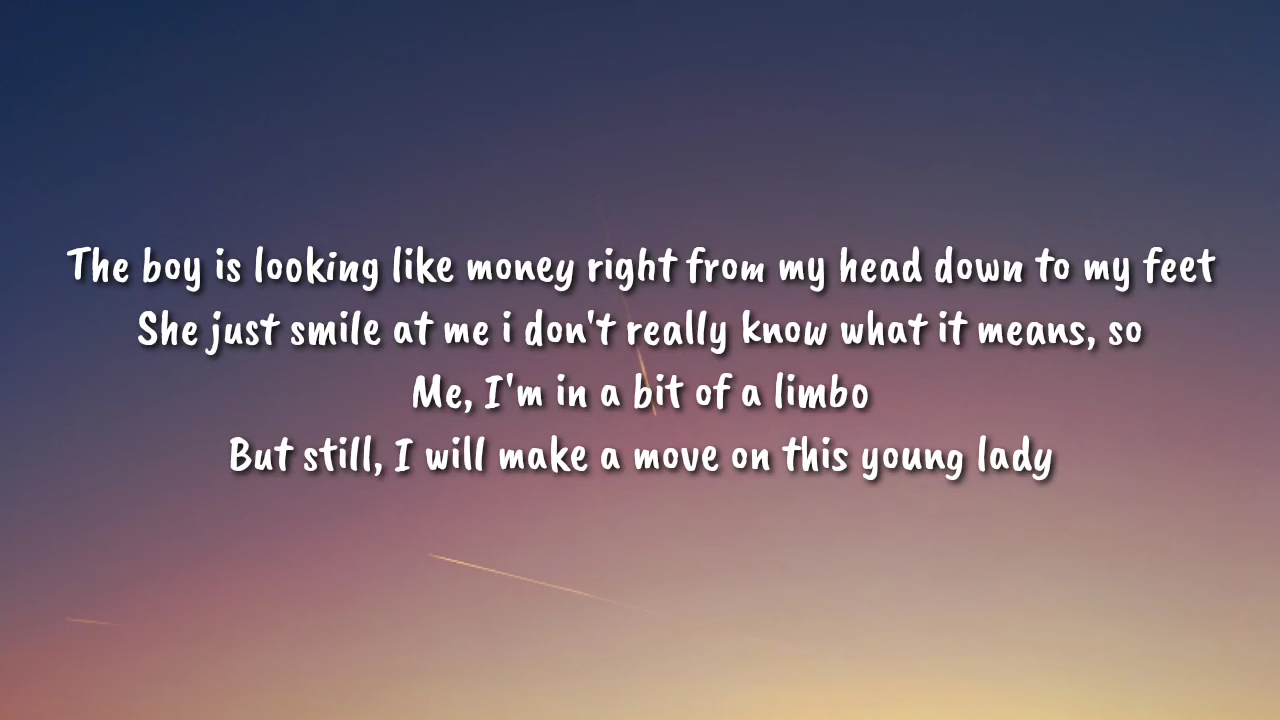 The boy is looking like money right from my head down to my feet
She just smile at me i don't really know what it means, so
Me, I'm in a bit of a limbo
But still, I will make a move on this young lady